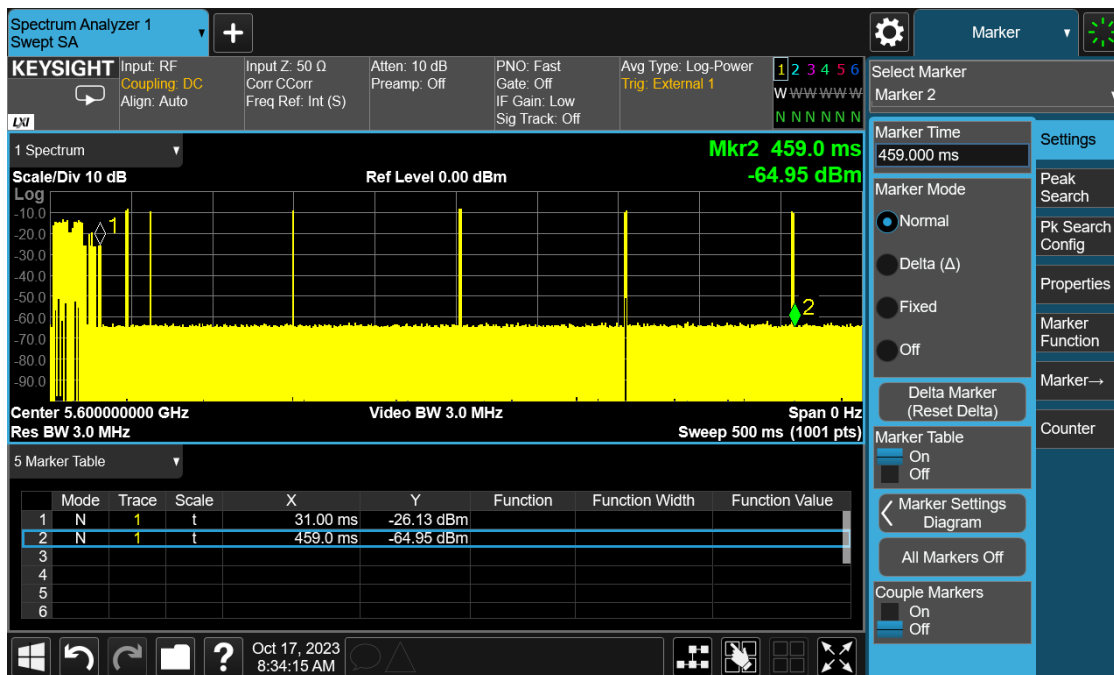 Spectrum Analyzer 1
Swept SA
+
Marker
KEYSIGHT
LXI
Input: RF
Coupling: DC
Align: Auto
Input Z: 50 Ω
Corr CCorr
Freq Ref: Int (S)
Atten: 10 dB
Preamp: Off
PNO: Fast
Gate: Off
IF Gain: Low
Sig Track: Off
Avg Type: Log-Power
Trig: External 1
1 2 3 4 5 6
W W W W W W
N N N N N N
Select Marker
Marker 2
1 Spectrum
Mkr2 459.0 ms
Scale/Div 10 dB
Ref Level 0.00 dBm
-64.95 dBm
Log
-10.0
-20.0
-30.0
-40.0
-50.0
-60.0
-70.0
-80.0
-90.0
1
2
Center 5.600000000 GHz
Video BW 3.0 MHz
Span 0 Hz
Res BW 3.0 MHz
Sweep 500 ms (1001 pts)
5 Marker Table
Mode Trace Scale X Y Function Function Width Function Value
1 N 1 t 31.00 ms -26.13 dBm
2 N 1 t 459.0 ms -64.95 dBm
3
4
5
6
Marker Time
459.000 ms
Marker Mode
Normal
Delta (Δ)
Fixed
Off
Delta Marker
(Reset Delta)
Marker Table
On
Off
Marker Settings
Diagram
All Markers Off
Couple Markers
On
Off
Settings
Peak
Search
Pk Search
Config
Properties
Marker
Function
Marker→
Counter
?
Oct 17, 2023
8:34:15 AM